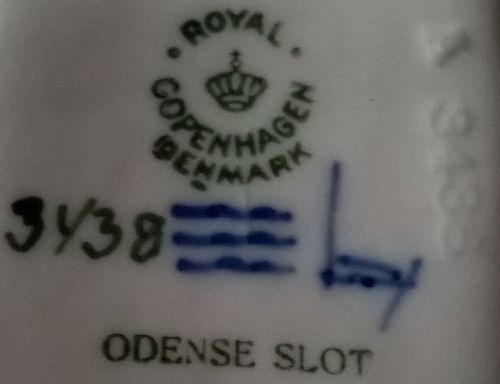 ROYAL
COPENHAGEN
DENMARK
3438
ODENSE SLOT